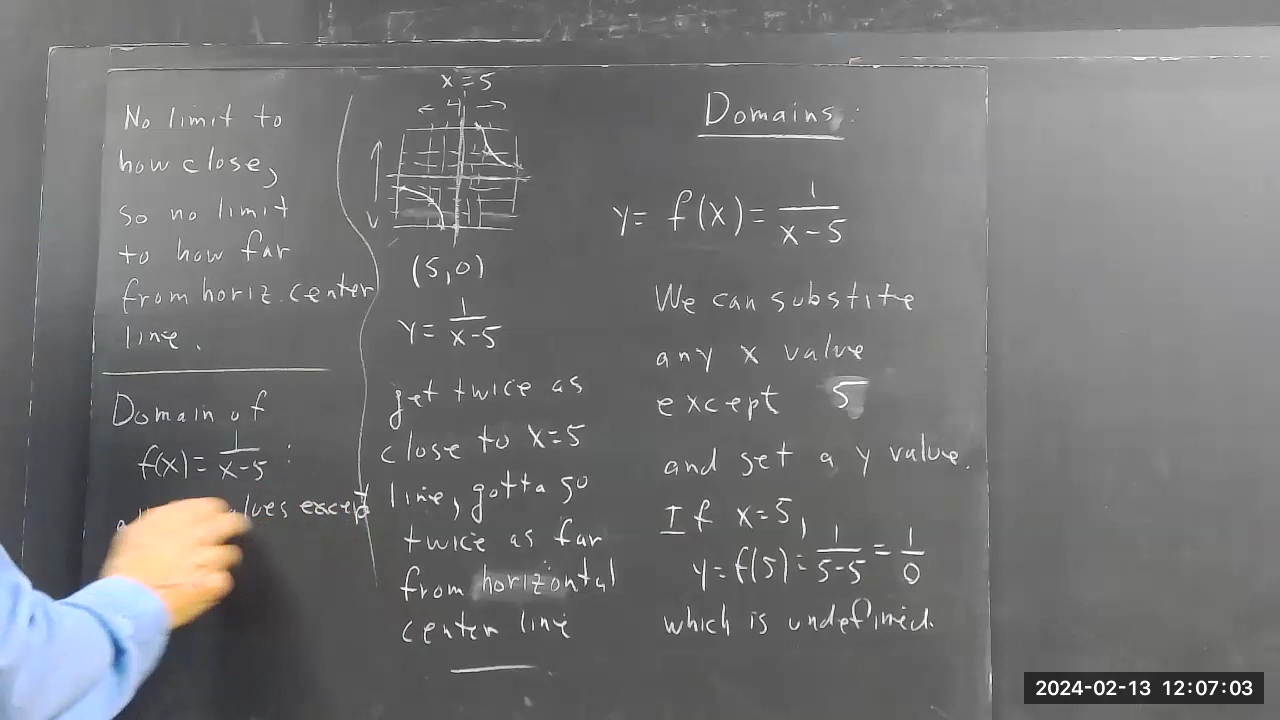 Domains:
y = f(x) = 1/(x-5)
We can substite
any x value
except 5
and get a y value.
If x=5,
y=f(5)= 1/(5-5) = 1/0
which is undefined.
x=5
← 4 →
(5,0)
y= 1/(x-5)
get twice as
close to x=5
line, gotta go
twice as far
from horizontal
center line
No limit to
how close,
so no limit
to how far
from horiz. center
line.
Domain of
f(x)= 1/(x-5) :
except
2024-02-13 12:07:03